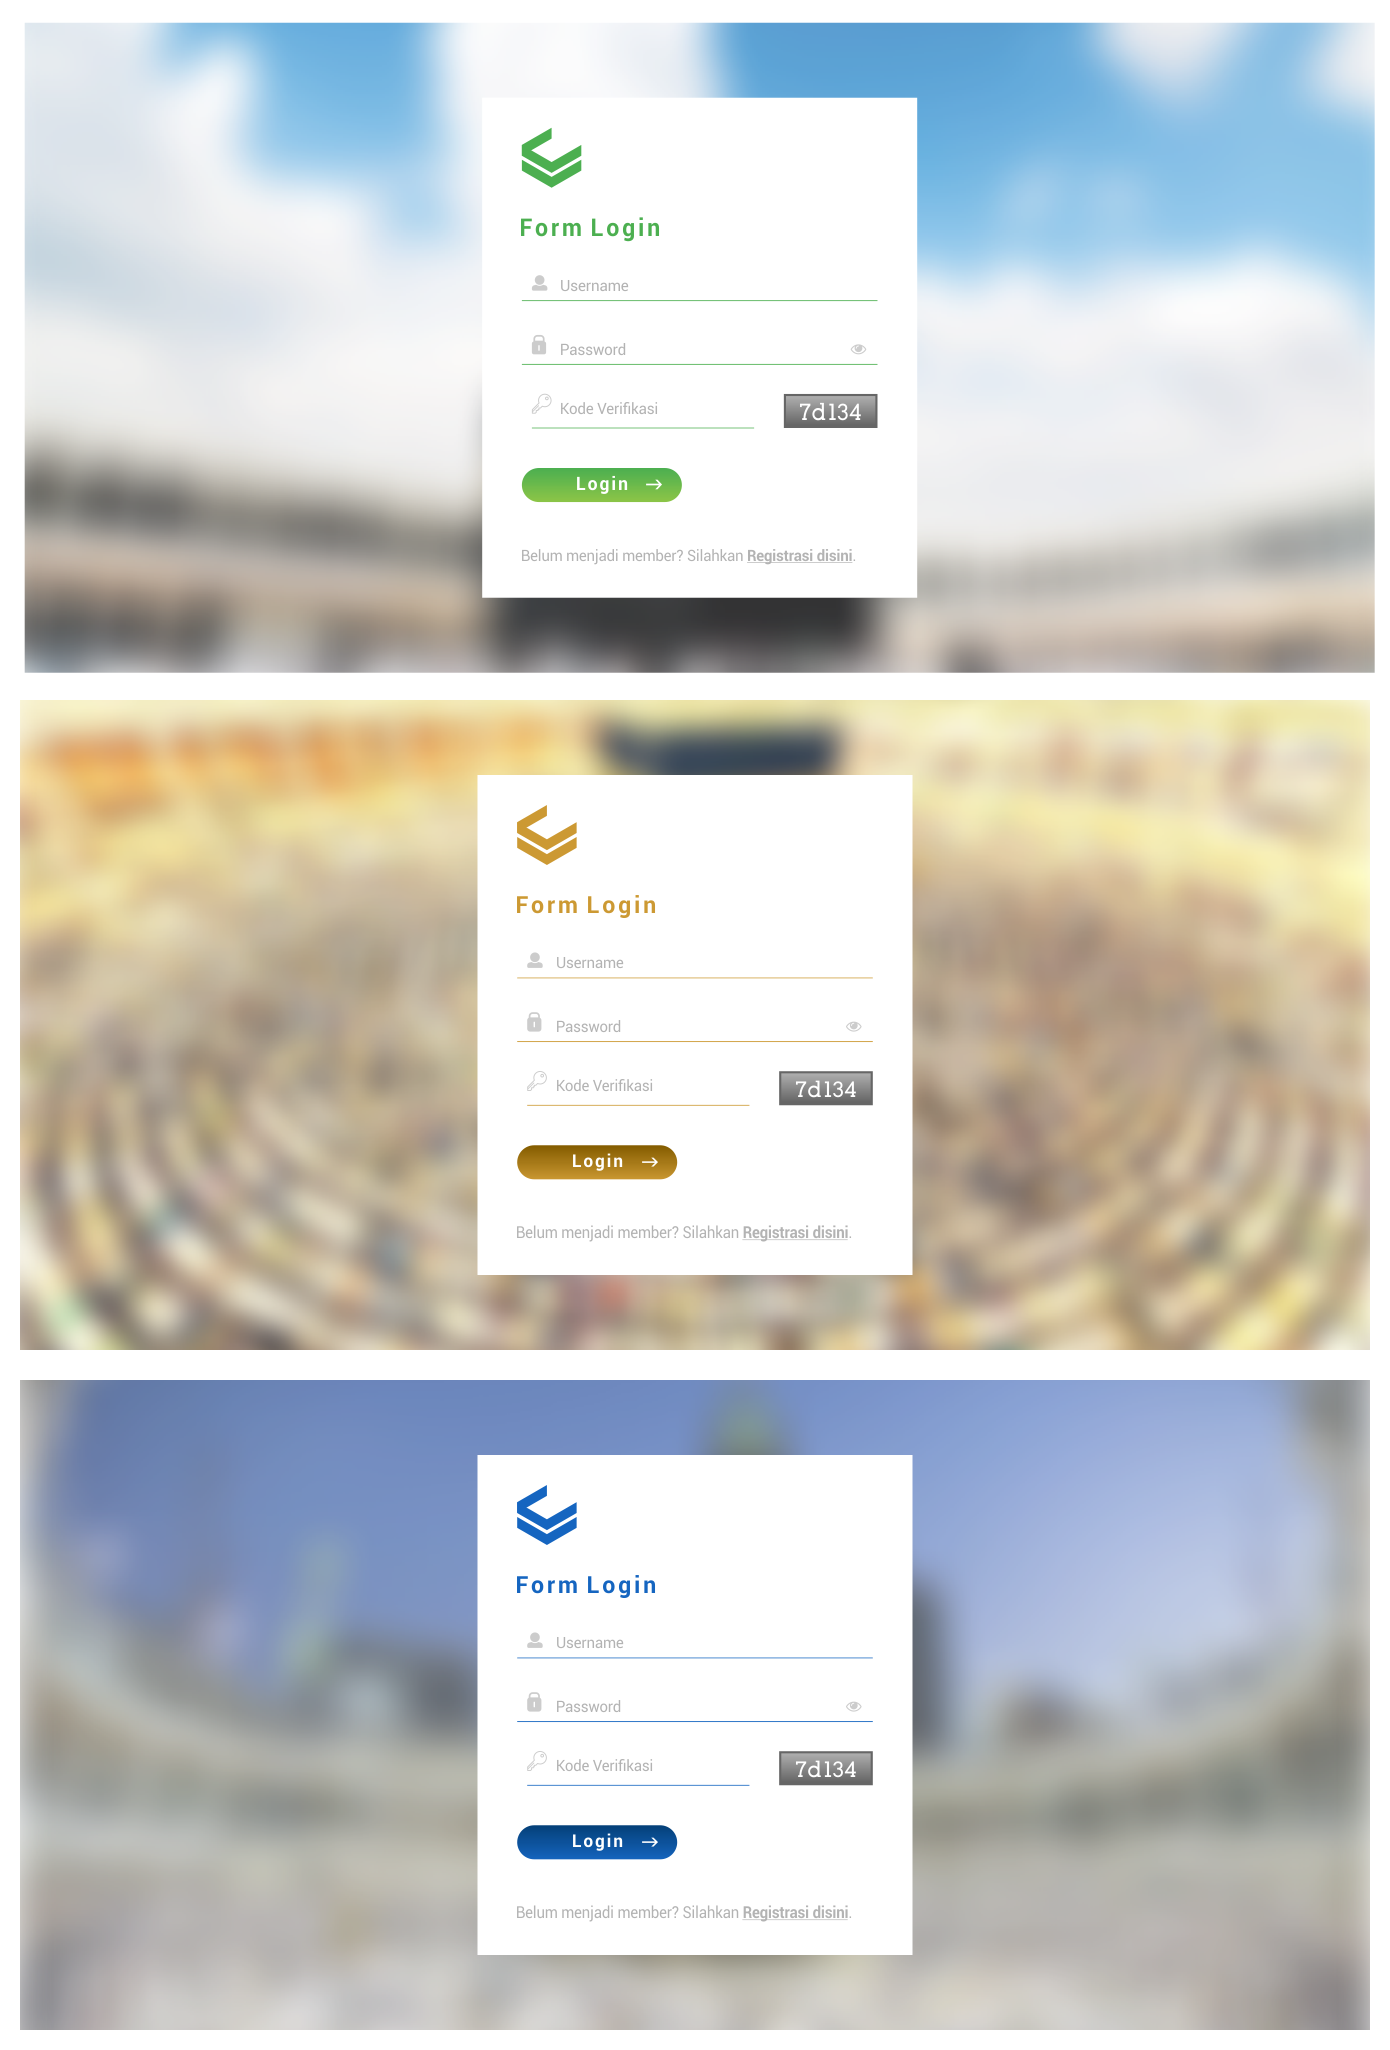 Form Login
Username
Password
Kode Verifikasi
7d134
Login
Belum menjadi member? Silahkan Registrasi disini.
Form Login
Username
Password
Kode Verifikasi
7d134
Login
Belum menjadi member? Silahkan Registrasi disini.
Form Login
Username
Password
Kode Verifikasi
7d134
Login
Belum menjadi member? Silahkan Registrasi disini.